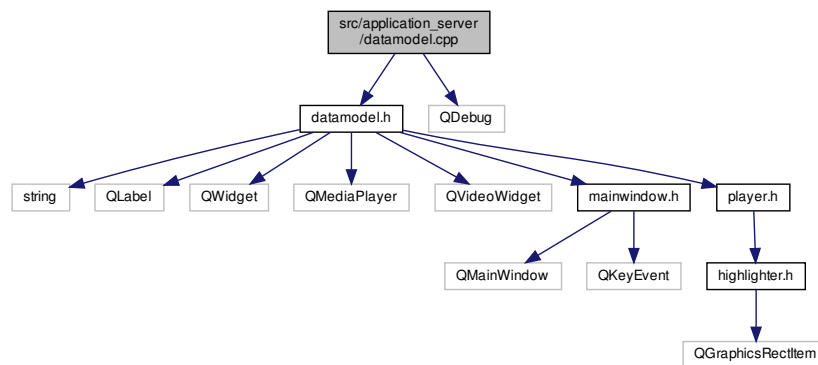 src/application_server
/datamodel.cpp
datamodel.h
QDebug
string
QLabel
QWidget
QMediaPlayer
QVideoWidget
mainwindow.h
player.h
QMainWindow
QKeyEvent
highlighter.h
QGraphicsRectItem